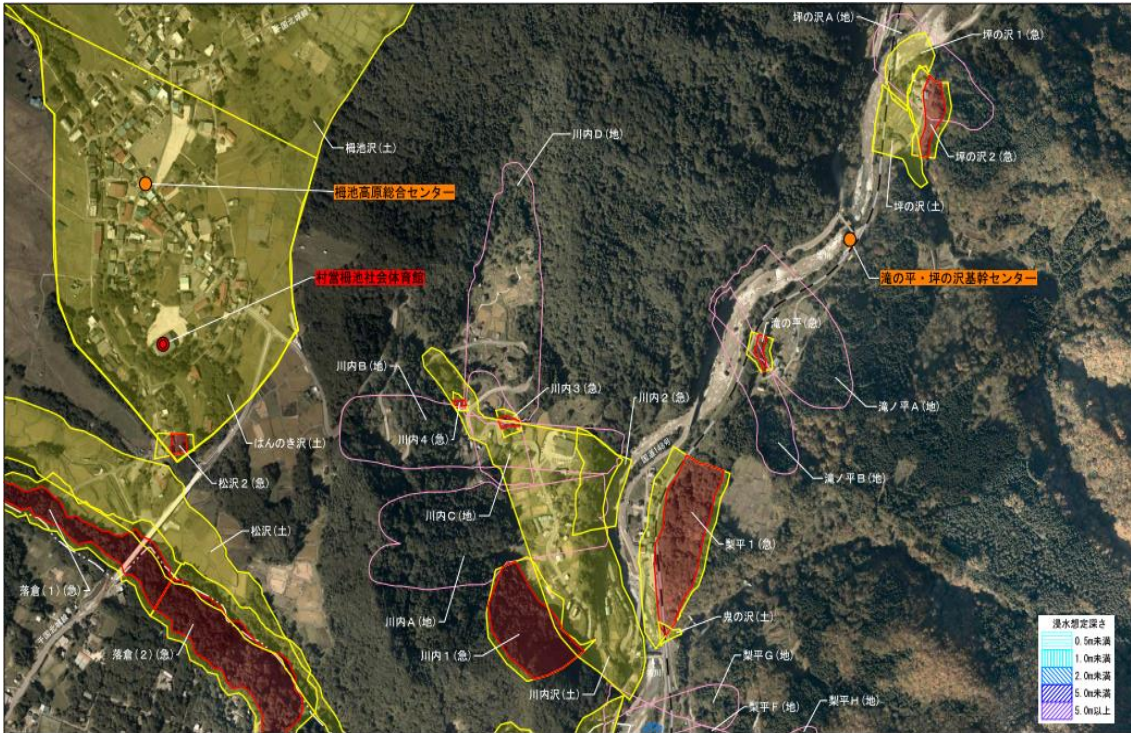 坪の沢A(地)
坪の沢1(急)
栂池沢(土)
川内D(地)
坪の沢2(急)
栂池高原総合センター
坪の沢(土)
村営栂池社会体育館
滝の平・坪の沢基幹センター
滝の平(急)
川内B(地)
川内3(急)
川内2(急)
滝ノ平A(地)
川内4(急)
国道148号
はんのき沢(土)
滝ノ平B(地)
松沢2(急)
川内C(地)
松沢(土)
梨平1(急)
落倉(1)(急)
鬼の沢(土)
川内A(地)
落倉(2)(急)
川内1(急)
梨平G(地)
川内沢(土)
梨平F(地)
梨平H(地)
浸水想定深さ
0.5m未満
1.0m未満
2.0m未満
5.0m未満
5.0m以上